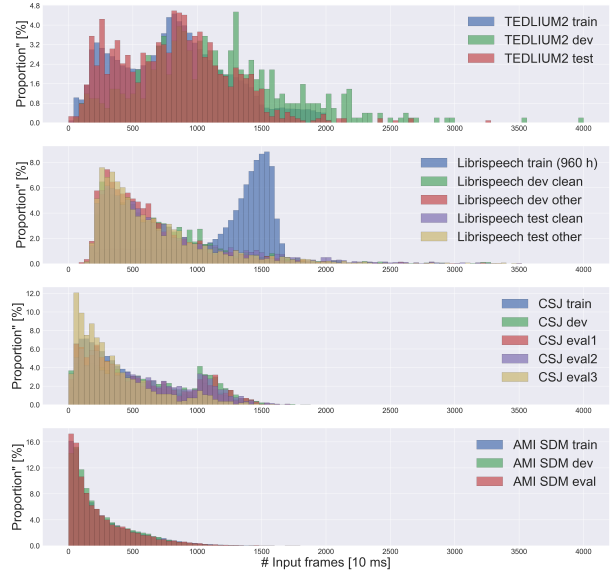 4.8
4.0
3.2
2.4
1.6
0.8
0.0
Proportion" [%]
TEDLIUM2 train
TEDLIUM2 dev
TEDLIUM2 test
0 500 1000 1500 2000 2500 3000 3500 4000
8.0
6.0
4.0
2.0
0.0
Proportion" [%]
Librispeech train (960 h)
Librispeech dev clean
Librispeech dev other
Librispeech test clean
Librispeech test other
0 500 1000 1500 2000 2500 3000 3500 4000
12.0
10.0
8.0
6.0
4.0
2.0
0.0
Proportion" [%]
CSJ train
CSJ dev
CSJ eval1
CSJ eval2
CSJ eval3
0 500 1000 1500 2000 2500 3000 3500 4000
16.0
12.0
8.0
4.0
0.0
Proportion" [%]
AMI SDM train
AMI SDM dev
AMI SDM eval
0 500 1000 1500 2000 2500 3000 3500 4000
# Input frames [10 ms]